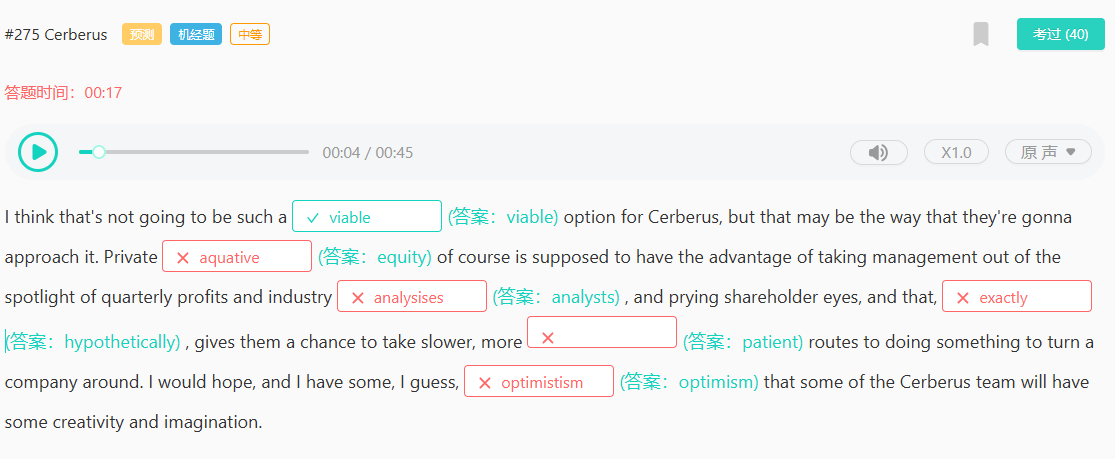 #275 Cerberus 预测 机经题 中等 考过 (40)
答题时间：00:17
00:04 / 00:45 X1.0 原 声
I think that's not going to be such a viable (答案：viable) option for Cerberus, but that may be the way that they're gonna
approach it. Private aquative (答案：equity) of course is supposed to have the advantage of taking management out of the
spotlight of quarterly profits and industry analysises (答案：analysts) , and prying shareholder eyes, and that, exactly
(答案：hypothetically) , gives them a chance to take slower, more (答案：patient) routes to doing something to turn a
company around. I would hope, and I have some, I guess, optimistism (答案：optimism) that some of the Cerberus team will have
some creativity and imagination.